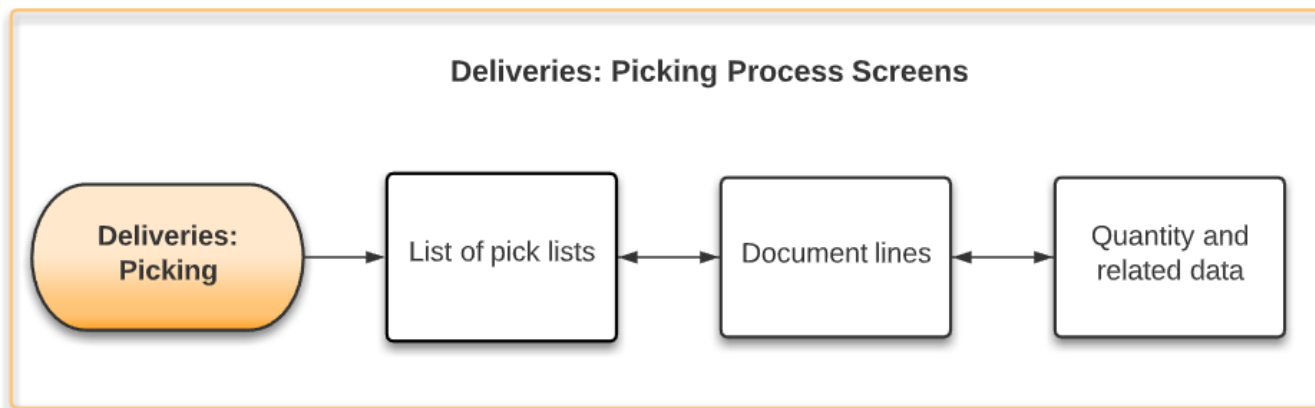 Deliveries: Picking Process Screens
Deliveries:
Picking
List of pick lists
Document lines
Quantity and
related data